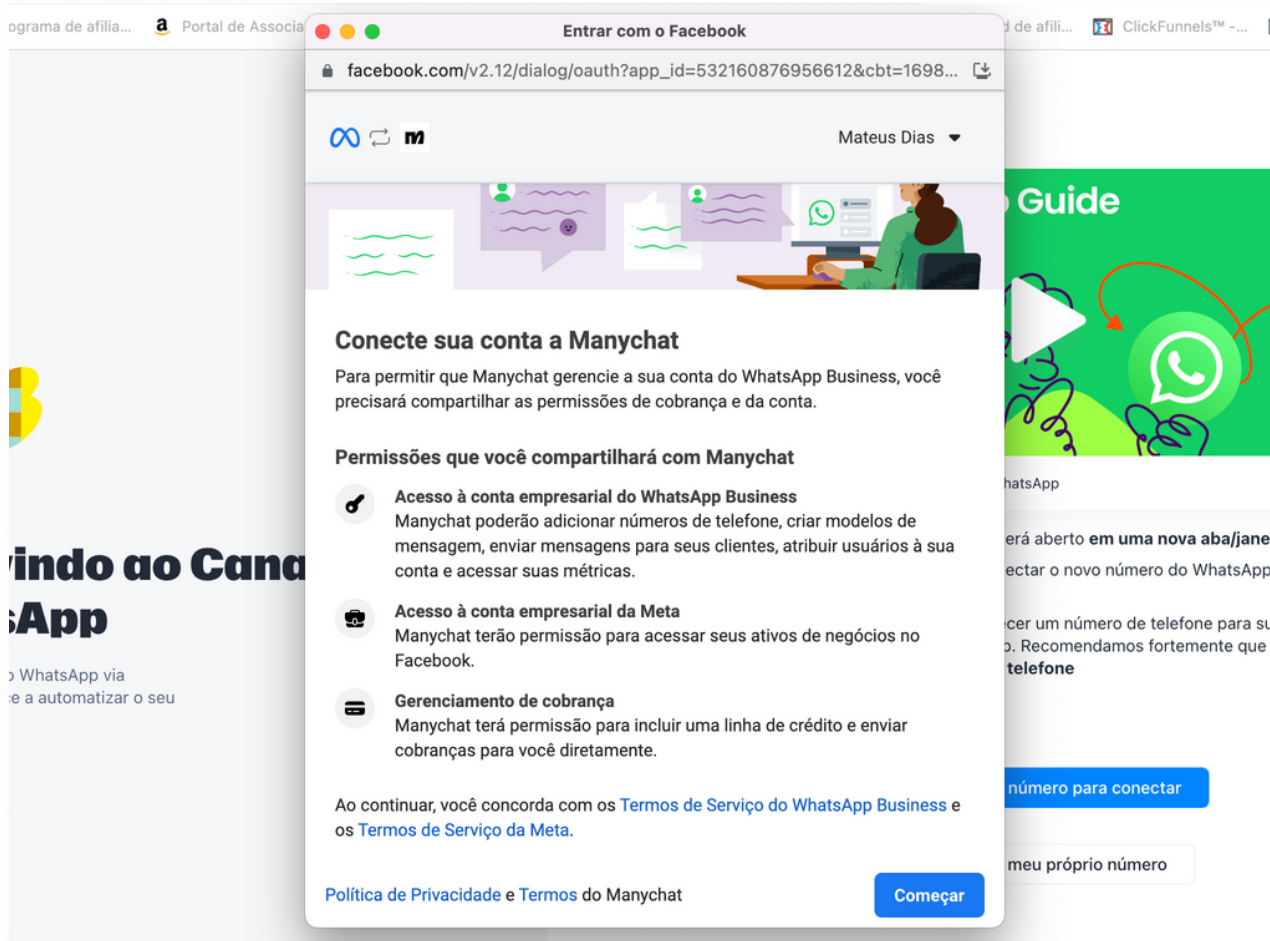 ograma de afilia...
Portal de Associa
Entrar com o Facebook
d de afili...
ClickFunnels™ -...
facebook.com/v2.12/dialog/oauth?app_id=532160876956612&cbt=1698...
Mateus Dias
Guide
Conecte sua conta a Manychat
Para permitir que Manychat gerencie a sua conta do WhatsApp Business, você
precisará compartilhar as permissões de cobrança e da conta.
Permissões que você compartilhará com Manychat
Acesso à conta empresarial do WhatsApp Business
Manychat poderão adicionar números de telefone, criar modelos de
mensagem, enviar mensagens para seus clientes, atribuir usuários à sua
conta e acessar suas métricas.
Acesso à conta empresarial da Meta
Manychat terão permissão para acessar seus ativos de negócios no
Facebook.
Gerenciamento de cobrança
Manychat terá permissão para incluir uma linha de crédito e enviar
cobranças para você diretamente.
Ao continuar, você concorda com os Termos de Serviço do WhatsApp Business e
os Termos de Serviço da Meta.
Política de Privacidade e Termos do Manychat
Começar
vindo ao Cana
sApp
o WhatsApp via
ce a automatizar o seu
hatsApp
erá aberto em uma nova aba/jane
ectar o novo número do WhatsApp
cer um número de telefone para su
o. Recomendamos fortemente que
telefone
número para conectar
meu próprio número